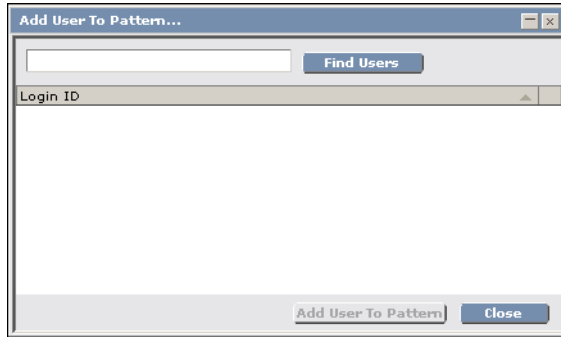 Add User To Pattern...
Find Users
Login ID
Add User To Pattern
Close